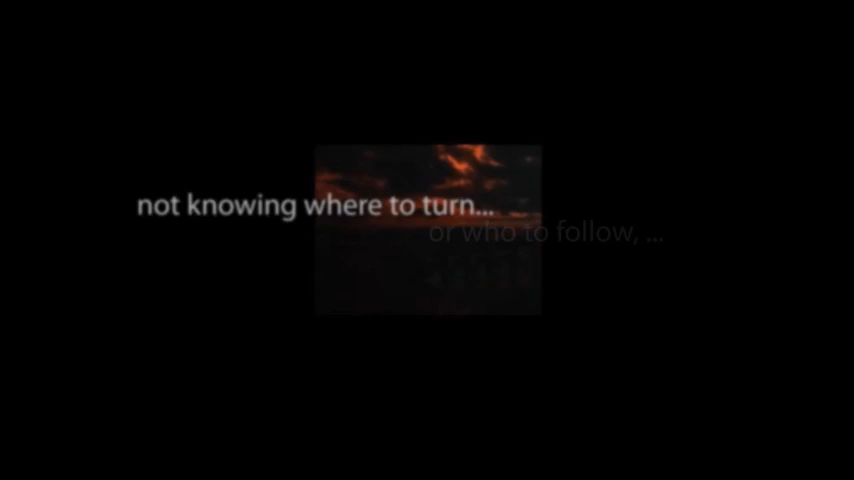 not knowing where to turn...
or who to follow, ...